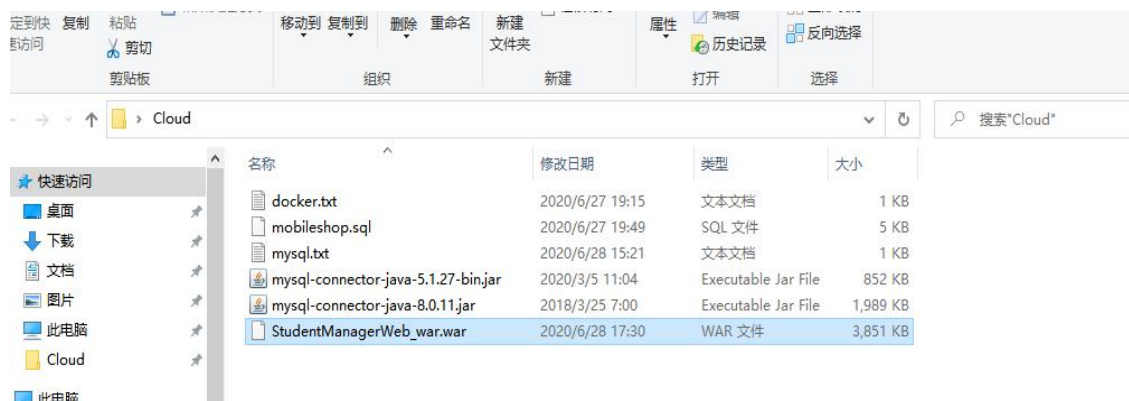 定到快 复制 粘贴 移动到 复制到 删除 重命名 新建 属性 编辑
速访问 剪切 文件夹 历史记录 反向选择
剪贴板 组织 新建 打开 选择
Cloud 搜索"Cloud"
名称 修改日期 类型 大小
快速访问
docker.txt 2020/6/27 19:15 文本文档 1 KB
桌面
mobileshop.sql 2020/6/27 19:49 SQL 文件 5 KB
下载
mysql.txt 2020/6/28 15:21 文本文档 1 KB
文档
mysql-connector-java-5.1.27-bin.jar 2020/3/5 11:04 Executable Jar File 852 KB
图片
mysql-connector-java-8.0.11.jar 2018/3/25 7:00 Executable Jar File 1,989 KB
此电脑
StudentManagerWeb_war.war 2020/6/28 17:30 WAR 文件 3,851 KB
Cloud
此电脑